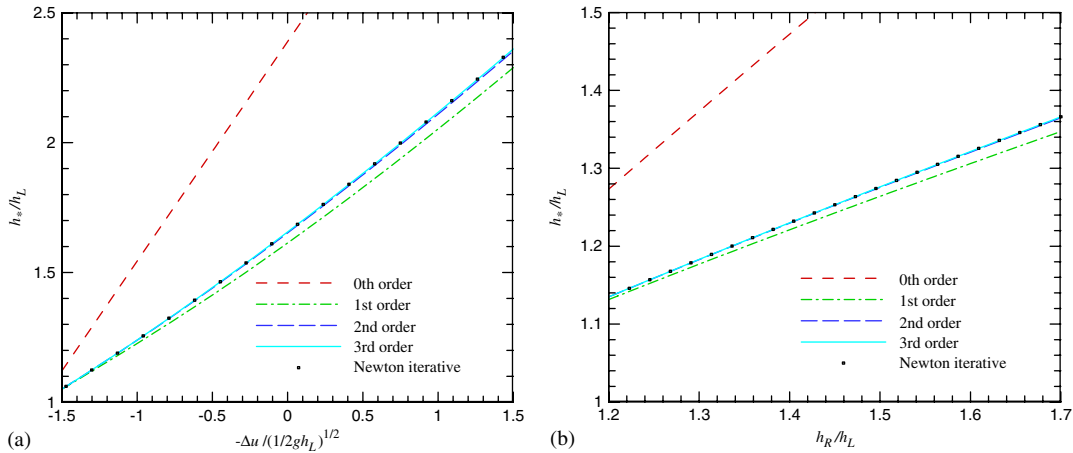 2.5
2
1.5
1
h*/hL
-1.5
-1
-0.5
0
0.5
1
1.5
-Δu /(1/2ghL)1/2
0th order
1st order
2nd order
3rd order
Newton iterative
(a)
1.5
1.4
1.3
1.2
1.1
1
h*/hL
1.2
1.3
1.4
1.5
1.6
1.7
hR/hL
0th order
1st order
2nd order
3rd order
Newton iterative
(b)